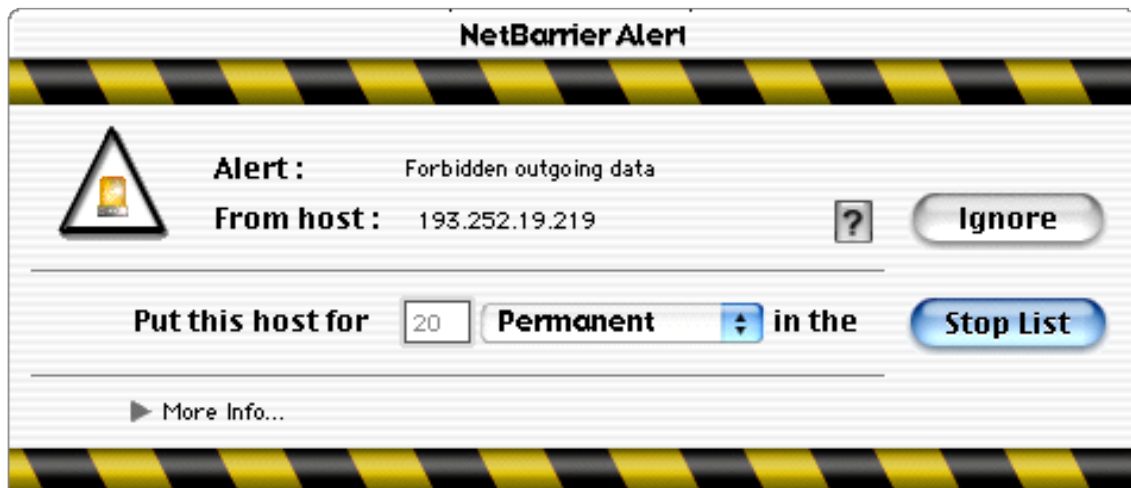 NetBarrier Alert
Alert : Forbidden outgoing data
From host : 193.252.19.219 ? Ignore
Put this host for 20 Permanent in the Stop List
More Info...